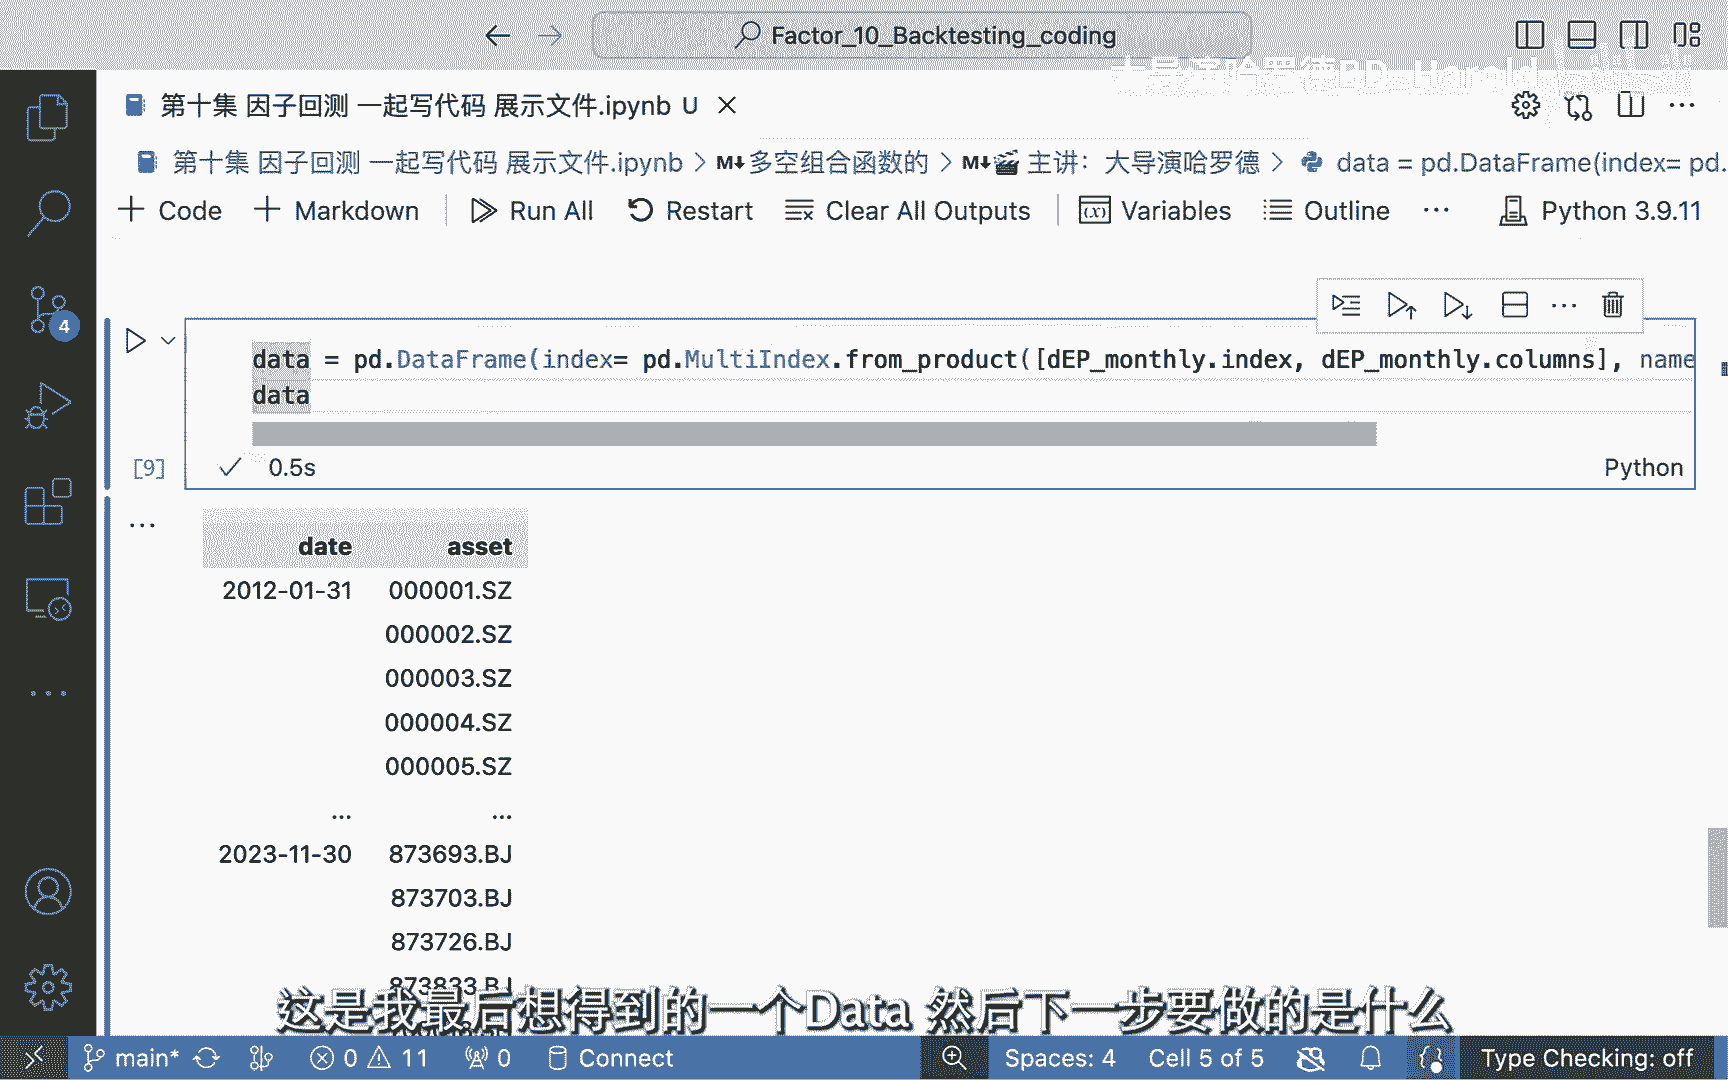 Factor_10_Backtesting_coding
大导演哈罗德PD_Harold
第十集 因子回测 一起写代码 展示文件.ipynb U
第十集 因子回测 一起写代码 展示文件.ipynb > M↓ 多空组合函数的 > M↓ 🎬 主讲：大导演哈罗德 > data = pd.DataFrame(index= pd.
+ Code + Markdown Run All Restart Clear All Outputs Variables Outline ... Python 3.9.11
data = pd.DataFrame(index= pd.MultiIndex.from_product([dEP_monthly.index, dEP_monthly.columns], name
data
[9] 0.5s Python
date asset
2012-01-31 000001.SZ
000002.SZ
000003.SZ
000004.SZ
000005.SZ
... ...
2023-11-30 873693.BJ
873703.BJ
873726.BJ
873833.BJ
这是我最后想得到的一个Data 然后下一步要做的是什么
4
main* 0 11 0 Connect Spaces: 4 Cell 5 of 5 Type Checking: off